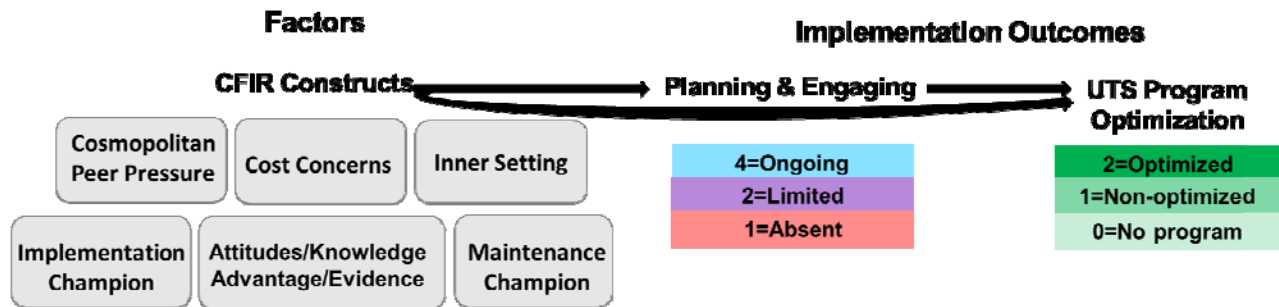 Factors
Implementation Outcomes
CFIR Constructs
Planning & Engaging
UTS Program
Optimization
Cosmopolitan
Peer Pressure
Cost Concerns
Inner Setting
4=Ongoing
2=Limited
1=Absent
2=Optimized
1=Non-optimized
0=No program
Implementation
Champion
Attitudes/Knowledge
Advantage/Evidence
Maintenance
Champion